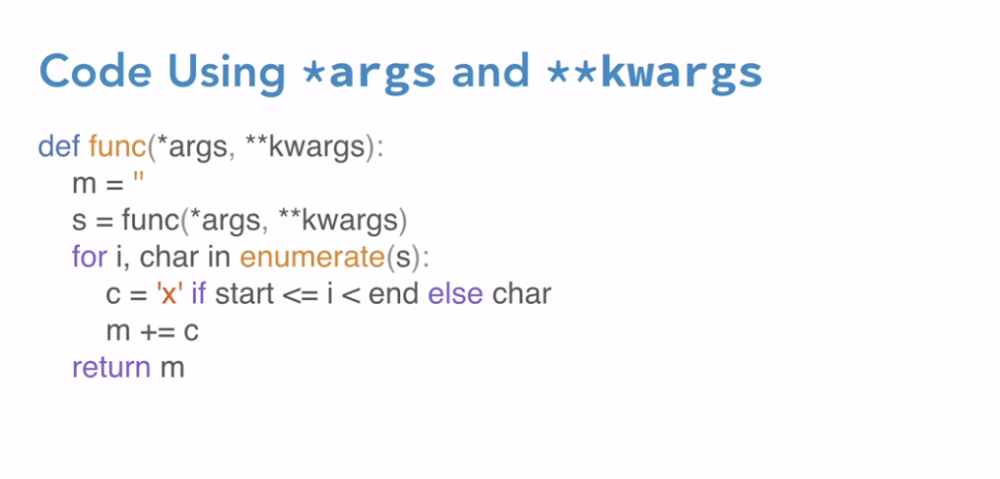 Code Using *args and **kwargs
def func(*args, **kwargs):
    m = ''
    s = func(*args, **kwargs)
    for i, char in enumerate(s):
        c = 'x' if start <= i < end else char
        m += c
    return m